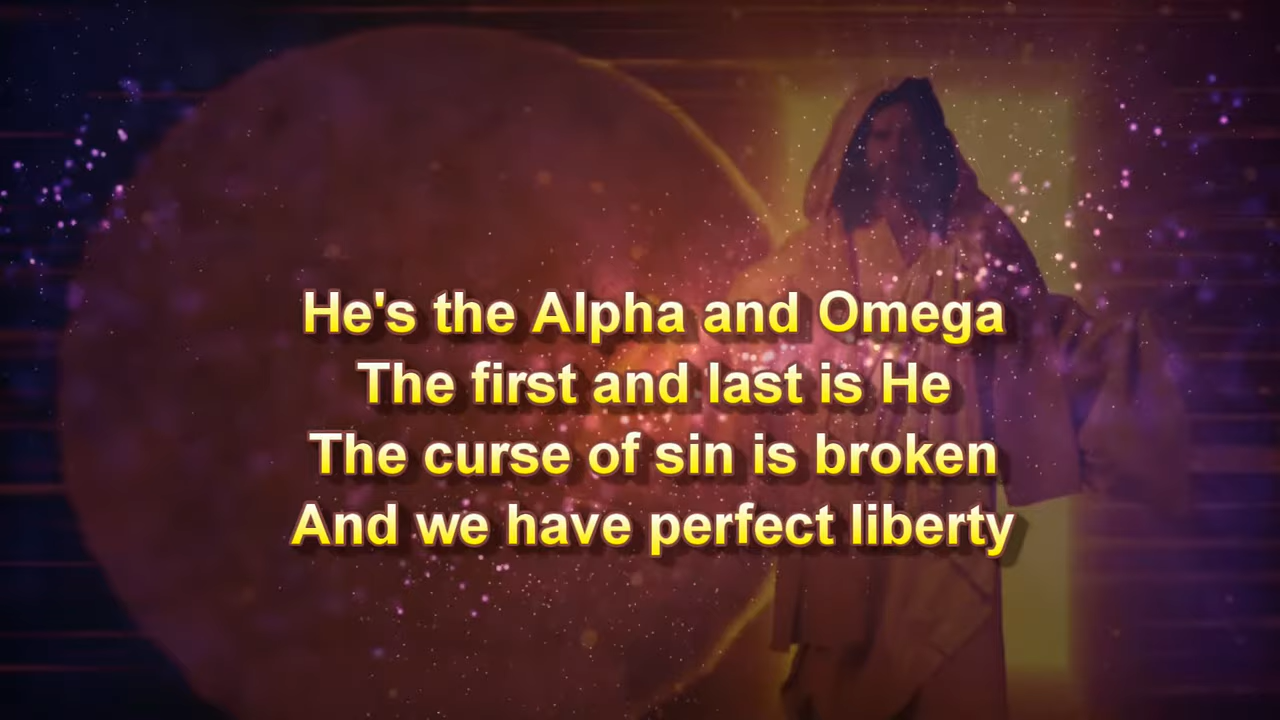 He's the Alpha and Omega
The first and last is He
The curse of sin is broken
And we have perfect liberty